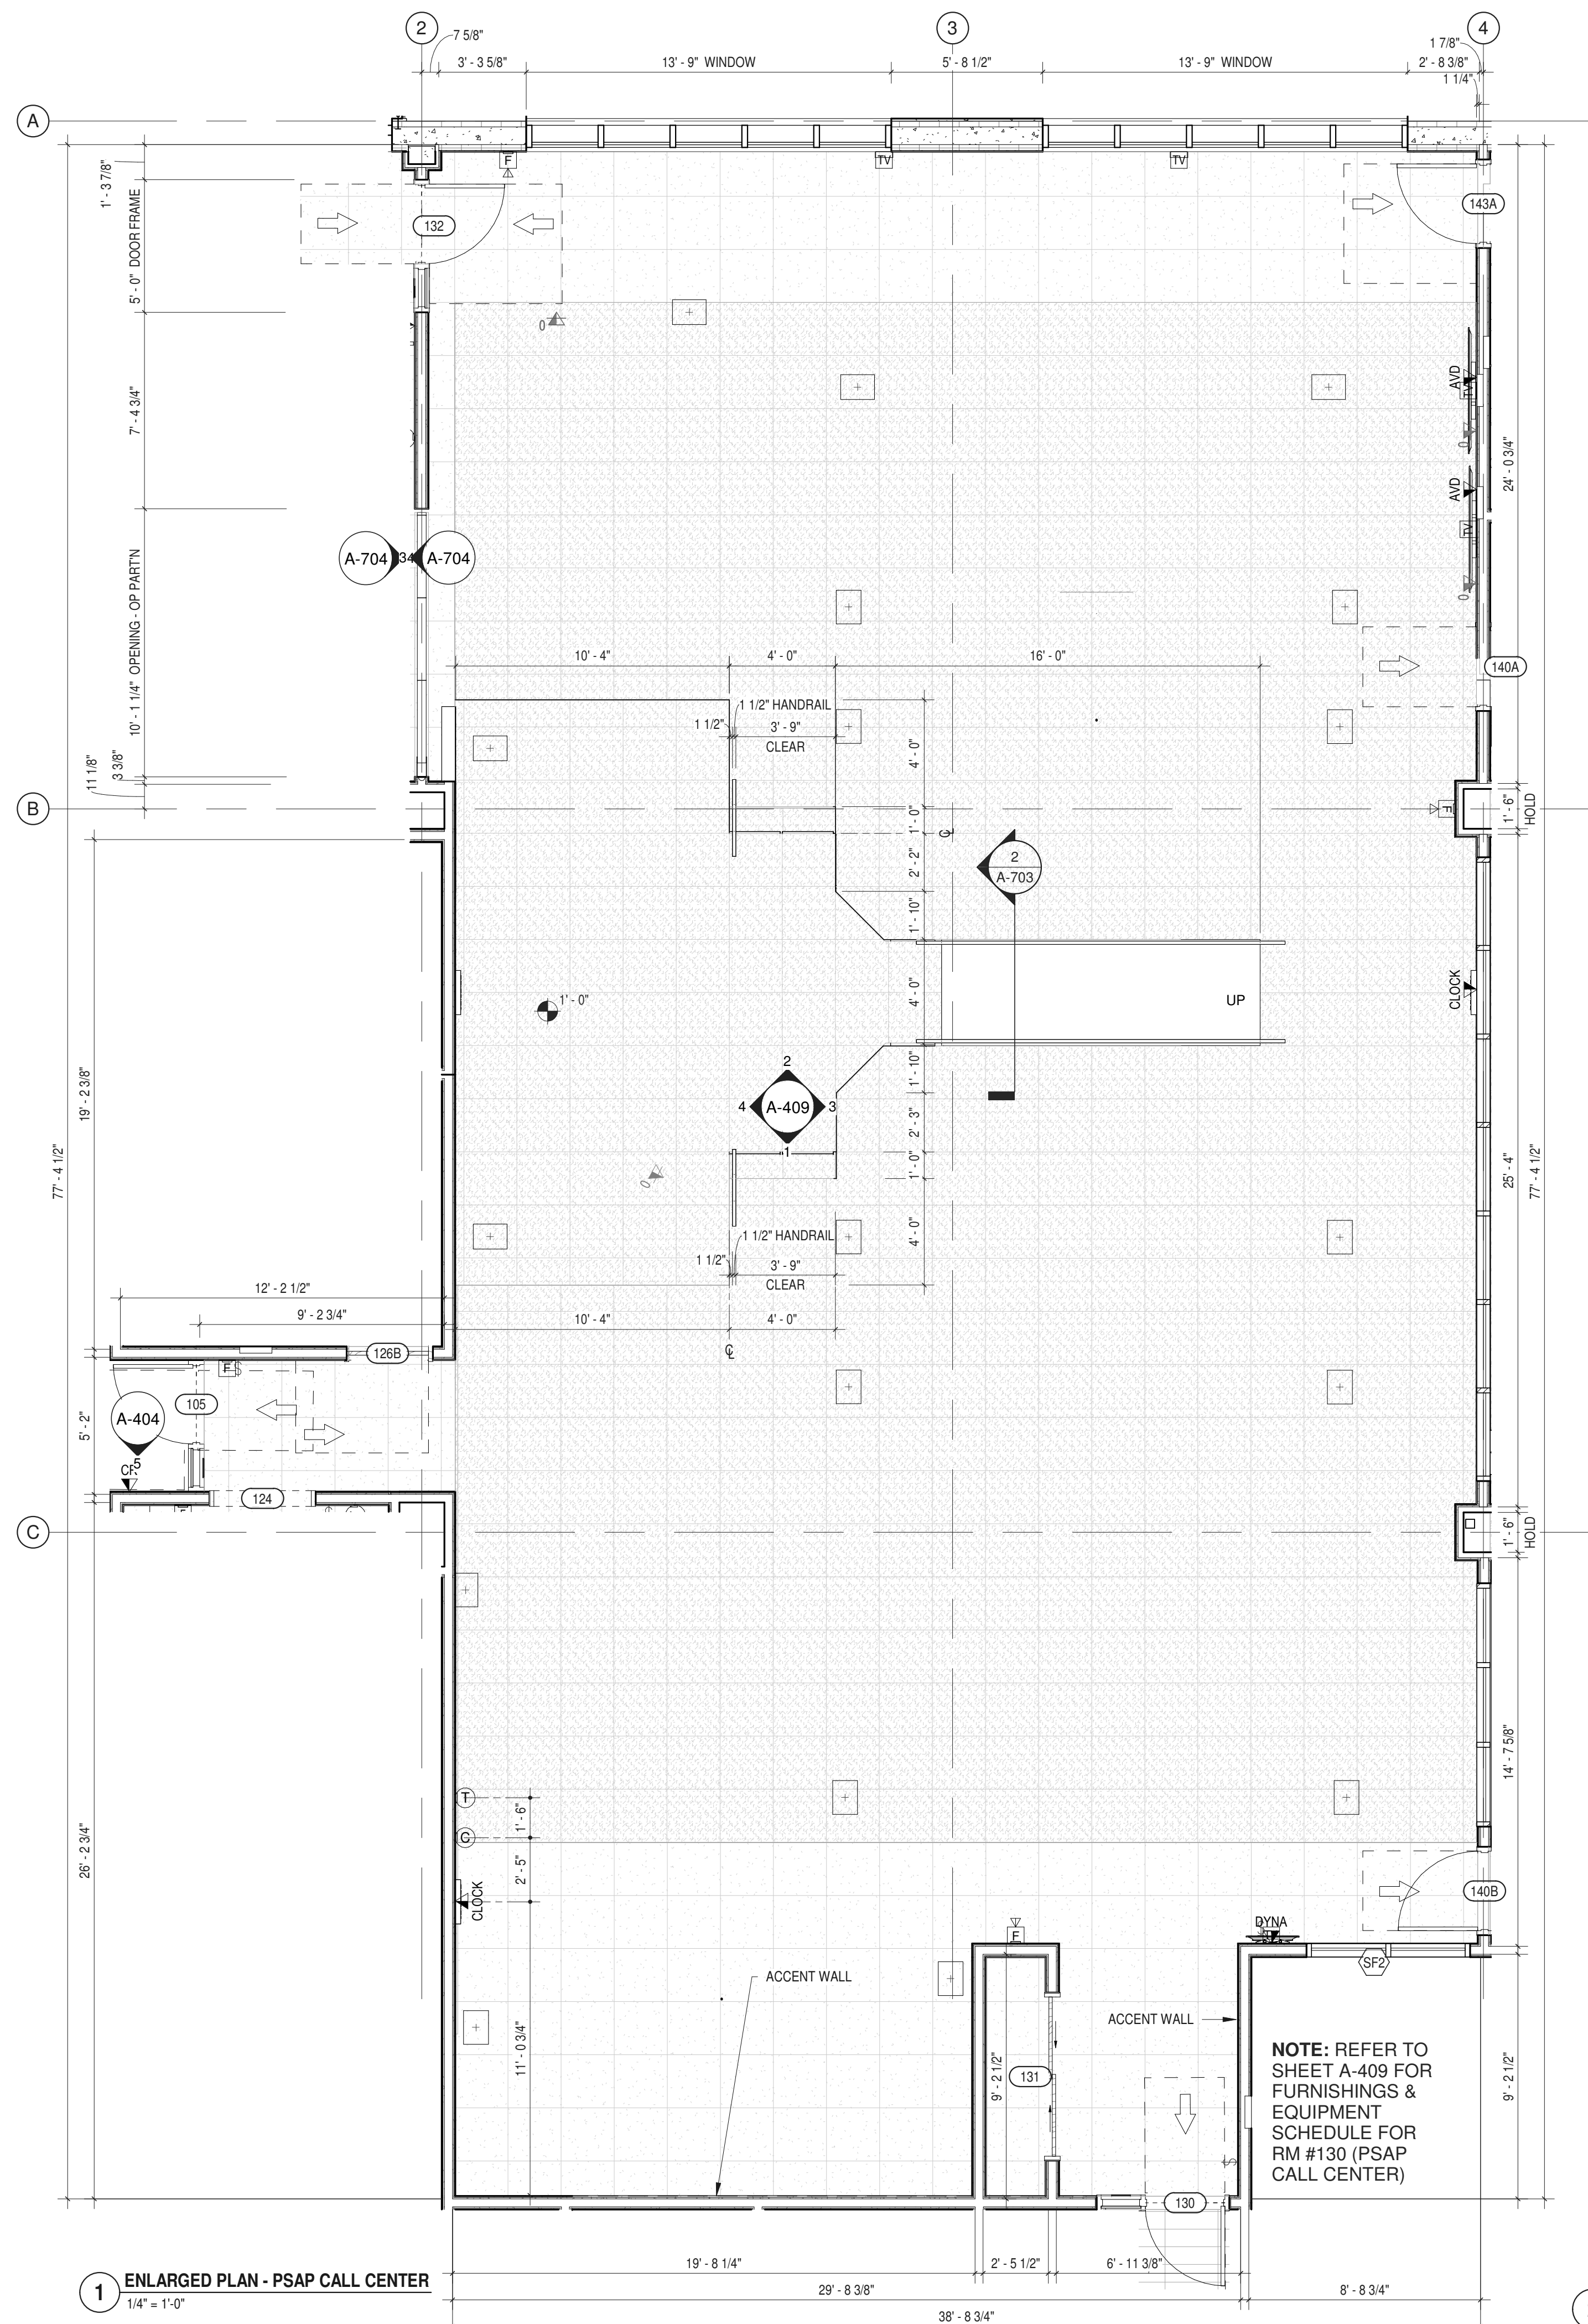 2
3
4
7 5/8"
3' - 3 5/8"
13' - 9" WINDOW
5' - 8 1/2"
13' - 9" WINDOW
2' - 8 3/8"
1 7/8"
1 1/4"
A
F
TV
TV
1' - 3 7/8"
5' - 0" DOOR FRAME
132
143A
7' - 4 3/4"
0
AVD
TV
0
24' - 0 3/4"
AVD
TV
0
A-704
34
A-704
10' - 1 1/4" OPENING - OP PART'N
10' - 4"
4' - 0"
16' - 0"
140A
1 1/2" HANDRAIL
1 1/2"
3' - 9"
CLEAR
4' - 0"
11 1/8"
3 3/8"
B
1' - 0"
F
1' - 6"
HOLD
2' - 2"
2
A-703
1' - 10"
1' - 0"
4' - 0"
UP
CLOCK
19' - 2 3/8"
77' - 4 1/2"
1' - 10"
2
4
A-409
3
1
2' - 3"
1' - 0"
0
25' - 4"
77' - 4 1/2"
1 1/2" HANDRAIL
1 1/2"
3' - 9"
CLEAR
4' - 0"
12' - 2 1/2"
9' - 2 3/4"
10' - 4"
4' - 0"
126B
F
105
A-404
5
5' - 2"
124
C
1' - 6"
HOLD
14' - 7 5/8"
T
1' - 6"
C
2' - 5"
26' - 2 3/4"
CLOCK
140B
DYNA
F
SF2
ACCENT WALL
ACCENT WALL
11' - 0 3/4"
9' - 2 1/2"
131
9' - 2 1/2"
NOTE: REFER TO
SHEET A-409 FOR
FURNISHINGS &
EQUIPMENT
SCHEDULE FOR
RM #130 (PSAP
CALL CENTER)
130
19' - 8 1/4"
2' - 5 1/2"
6' - 11 3/8"
29' - 8 3/8"
8' - 8 3/4"
38' - 8 3/4"
1
ENLARGED PLAN - PSAP CALL CENTER
1/4" = 1'-0"